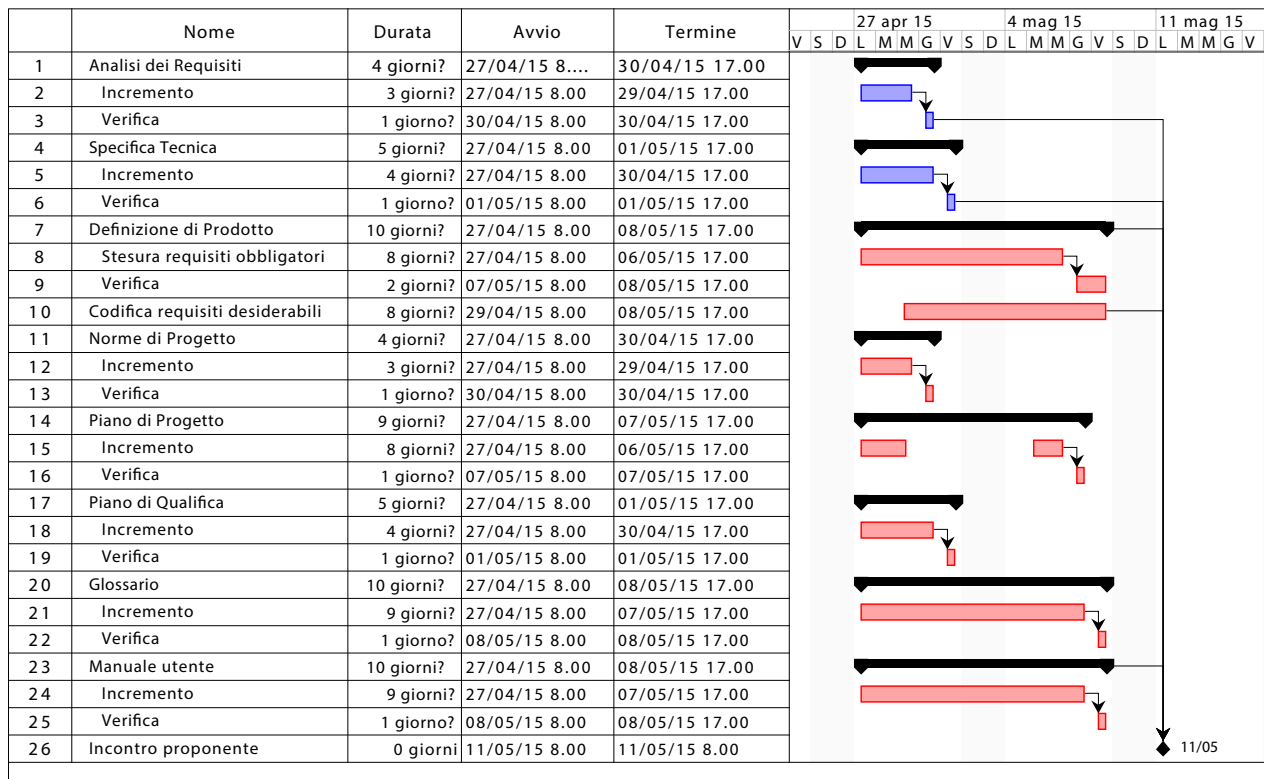 27 apr 15 4 mag 15 11 mag 15
Nome Durata Avvio Termine
V S D L M M G V S D L M M G V S D L M M G V
1 Analisi dei Requisiti 4 giorni? 27/04/15 8.... 30/04/15 17.00
2 Incremento 3 giorni? 27/04/15 8.00 29/04/15 17.00
3 Verifica 1 giorno? 30/04/15 8.00 30/04/15 17.00
4 Specifica Tecnica 5 giorni? 27/04/15 8.00 01/05/15 17.00
5 Incremento 4 giorni? 27/04/15 8.00 30/04/15 17.00
6 Verifica 1 giorno? 01/05/15 8.00 01/05/15 17.00
7 Definizione di Prodotto 10 giorni? 27/04/15 8.00 08/05/15 17.00
8 Stesura requisiti obbligatori 8 giorni? 27/04/15 8.00 06/05/15 17.00
9 Verifica 2 giorni? 07/05/15 8.00 08/05/15 17.00
10 Codifica requisiti desiderabili 8 giorni? 29/04/15 8.00 08/05/15 17.00
11 Norme di Progetto 4 giorni? 27/04/15 8.00 30/04/15 17.00
12 Incremento 3 giorni? 27/04/15 8.00 29/04/15 17.00
13 Verifica 1 giorno? 30/04/15 8.00 30/04/15 17.00
14 Piano di Progetto 9 giorni? 27/04/15 8.00 07/05/15 17.00
15 Incremento 8 giorni? 27/04/15 8.00 06/05/15 17.00
16 Verifica 1 giorno? 07/05/15 8.00 07/05/15 17.00
17 Piano di Qualifica 5 giorni? 27/04/15 8.00 01/05/15 17.00
18 Incremento 4 giorni? 27/04/15 8.00 30/04/15 17.00
19 Verifica 1 giorno? 01/05/15 8.00 01/05/15 17.00
20 Glossario 10 giorni? 27/04/15 8.00 08/05/15 17.00
21 Incremento 9 giorni? 27/04/15 8.00 07/05/15 17.00
22 Verifica 1 giorno? 08/05/15 8.00 08/05/15 17.00
23 Manuale utente 10 giorni? 27/04/15 8.00 08/05/15 17.00
24 Incremento 9 giorni? 27/04/15 8.00 07/05/15 17.00
25 Verifica 1 giorno? 08/05/15 8.00 08/05/15 17.00
26 Incontro proponente 0 giorni 11/05/15 8.00 11/05/15 8.00 11/05